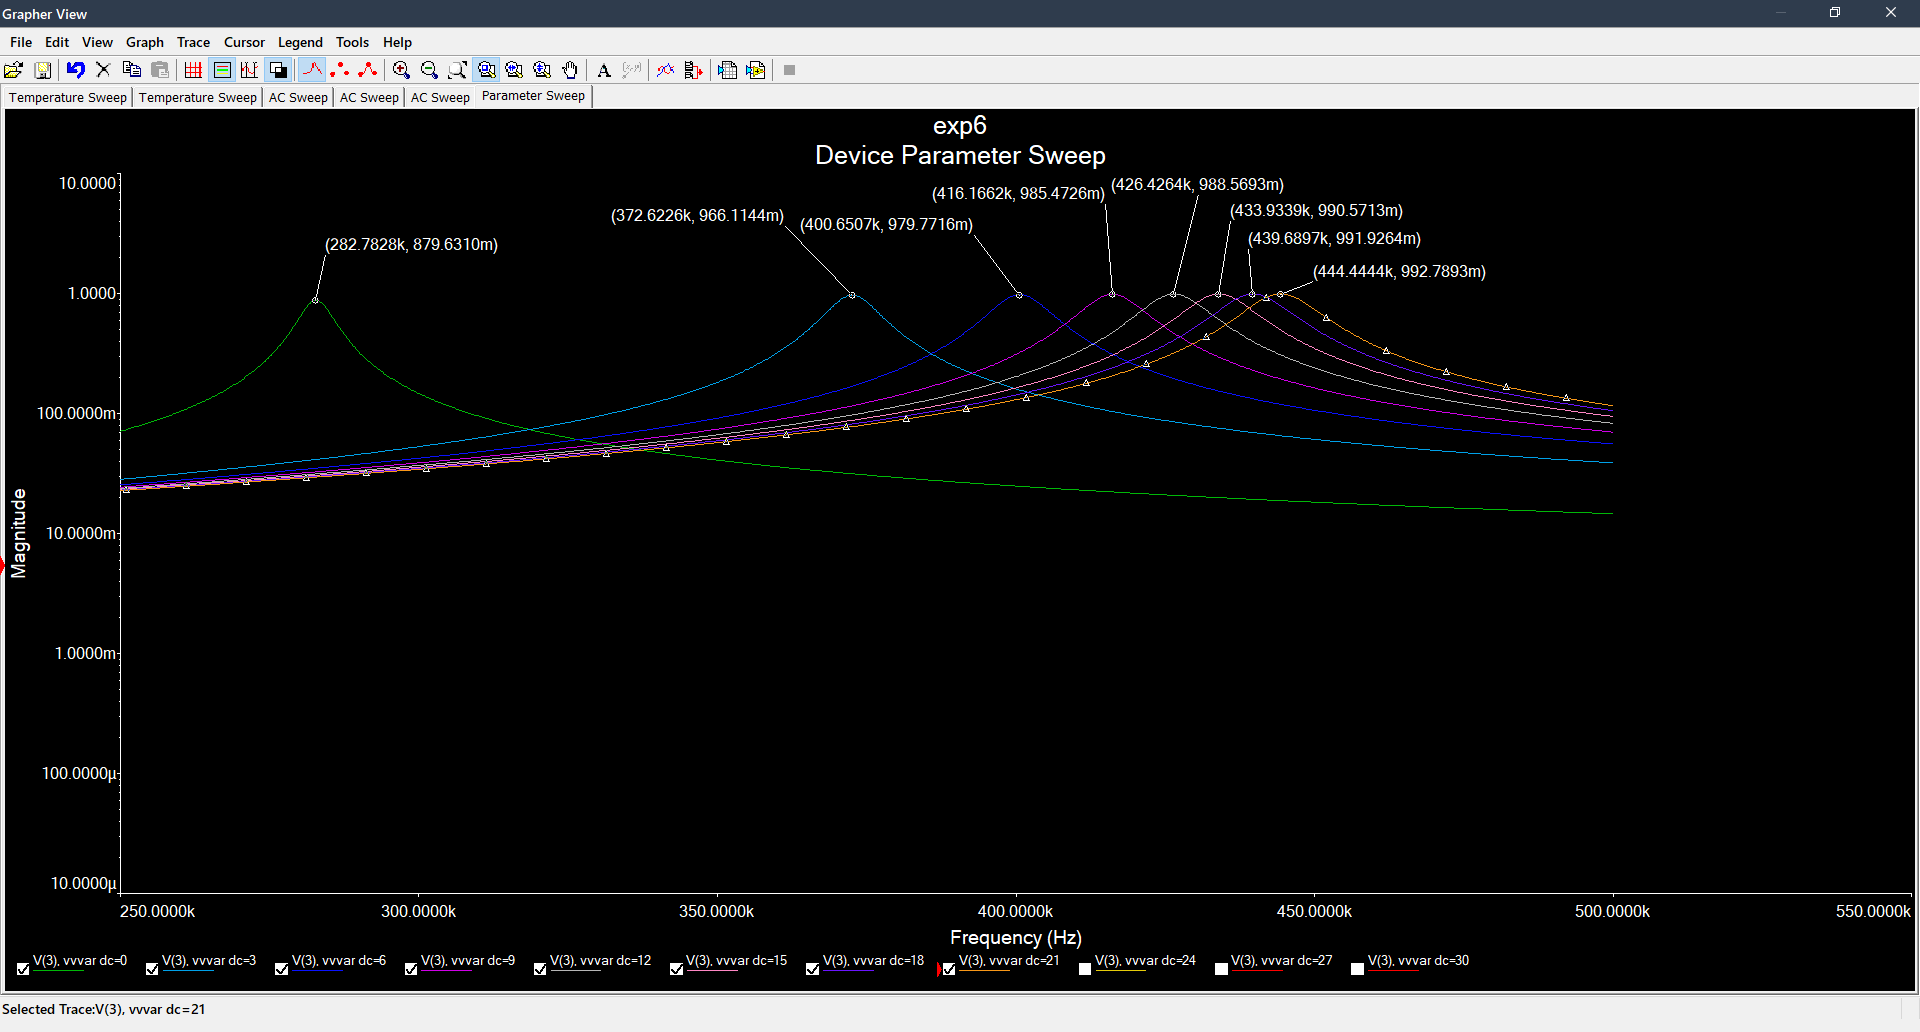 Grapher View
File Edit View Graph Trace Cursor Legend Tools Help
Temperature Sweep Temperature Sweep AC Sweep AC Sweep AC Sweep Parameter Sweep
exp6
Device Parameter Sweep
10.0000
1.0000
100.0000m
10.0000m
1.0000m
100.0000µ
10.0000µ
Magnitude
(282.7828k, 879.6310m)
(372.6226k, 966.1144m)
(400.6507k, 979.7716m)
(416.1662k, 985.4726m)
(426.4264k, 988.5693m)
(433.9339k, 990.5713m)
(439.6897k, 991.9264m)
(444.4444k, 992.7893m)
250.0000k 300.0000k 350.0000k 400.0000k 450.0000k 500.0000k 550.0000k
Frequency (Hz)
V(3), vvvar dc=0 V(3), vvvar dc=3 V(3), vvvar dc=6 V(3), vvvar dc=9 V(3), vvvar dc=12 V(3), vvvar dc=15 V(3), vvvar dc=18 V(3), vvvar dc=21 V(3), vvvar dc=24 V(3), vvvar dc=27 V(3), vvvar dc=30
Selected Trace:V(3), vvvar dc=21